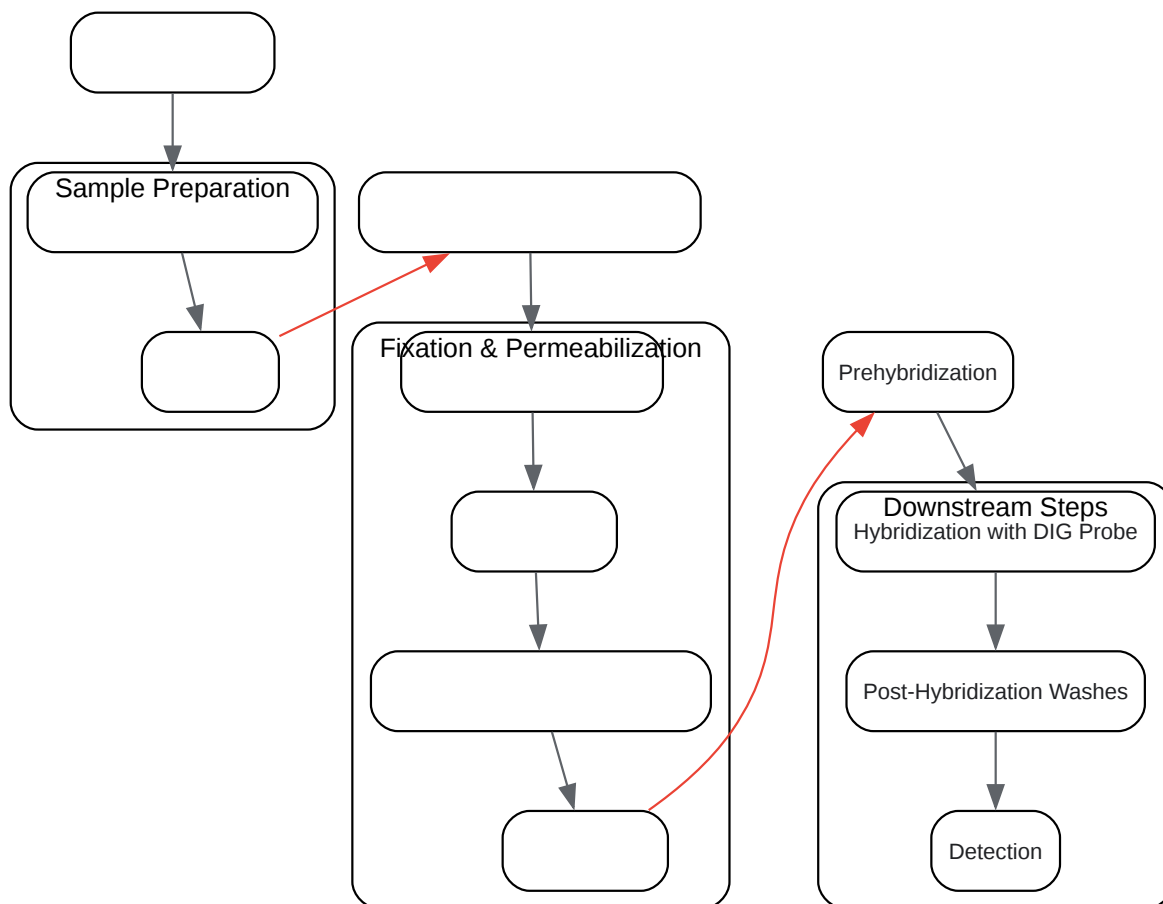 Sample Preparation
Fixation & Permeabilization
Prehybridization
Downstream Steps
Hybridization with DIG Probe
Post-Hybridization Washes
Detection